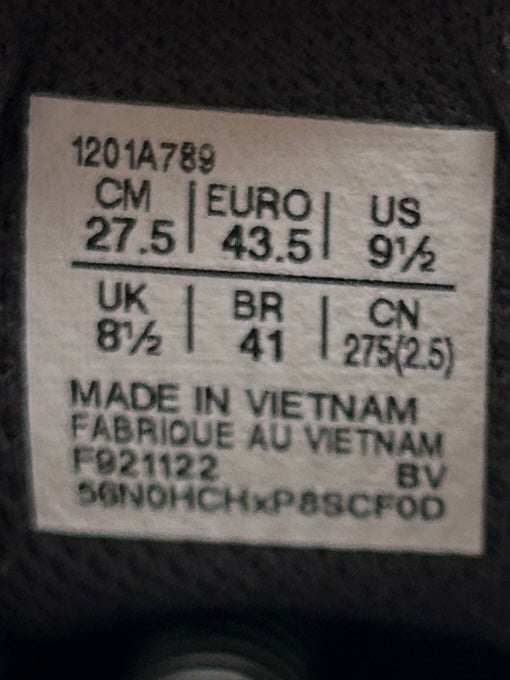 1201A789
CM | EURO | US
27.5 | 43.5 | 9½
UK | BR | CN
8½ | 41 | 275(2.5)
MADE IN VIETNAM
FABRIQUE AU VIETNAM
F921122 BV
56N0HCHxP8SCF0D